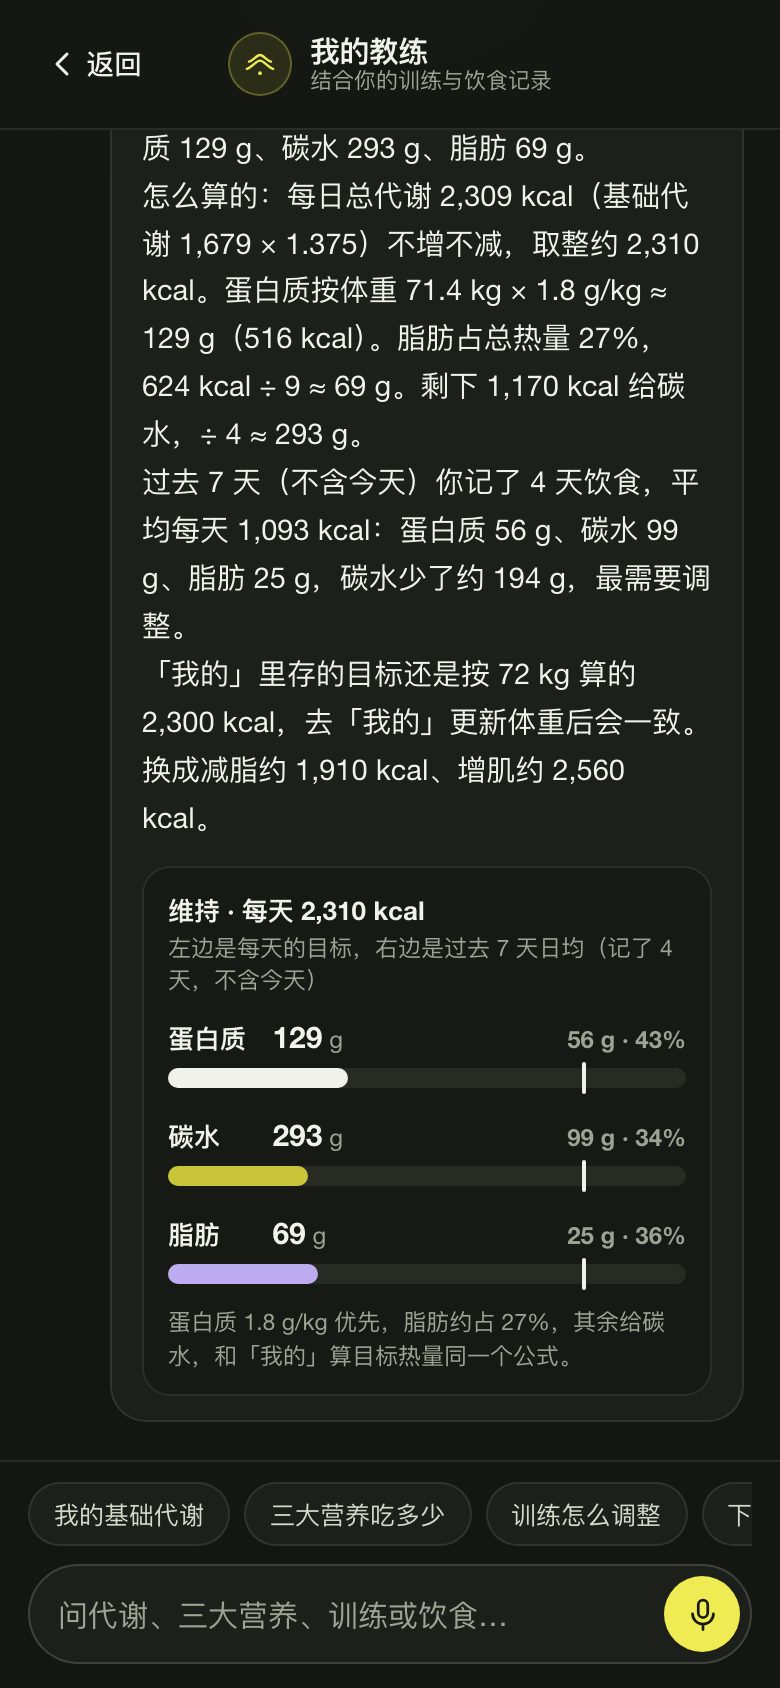 返回
我的教练
结合你的训练与饮食记录
质 129 g、碳水 293 g、脂肪 69 g。
怎么算的：每日总代谢 2,309 kcal（基础代
谢 1,679 × 1.375）不增不减，取整约 2,310
kcal。蛋白质按体重 71.4 kg × 1.8 g/kg ≈
129 g（516 kcal）。脂肪占总热量 27%，
624 kcal ÷ 9 ≈ 69 g。剩下 1,170 kcal 给碳
水，÷ 4 ≈ 293 g。
过去 7 天（不含今天）你记了 4 天饮食，平
均每天 1,093 kcal：蛋白质 56 g、碳水 99
g、脂肪 25 g，碳水少了约 194 g，最需要调
整。
「我的」里存的目标还是按 72 kg 算的
2,300 kcal，去「我的」更新体重后会一致。
换成减脂约 1,910 kcal、增肌约 2,560
kcal。
维持 · 每天 2,310 kcal
左边是每天的目标，右边是过去 7 天日均（记了 4
天，不含今天）
蛋白质 129 g 56 g · 43%
碳水 293 g 99 g · 34%
脂肪 69 g 25 g · 36%
蛋白质 1.8 g/kg 优先，脂肪约占 27%，其余给碳
水，和「我的」算目标热量同一个公式。
我的基础代谢 三大营养吃多少 训练怎么调整 下
问代谢、三大营养、训练或饮食…